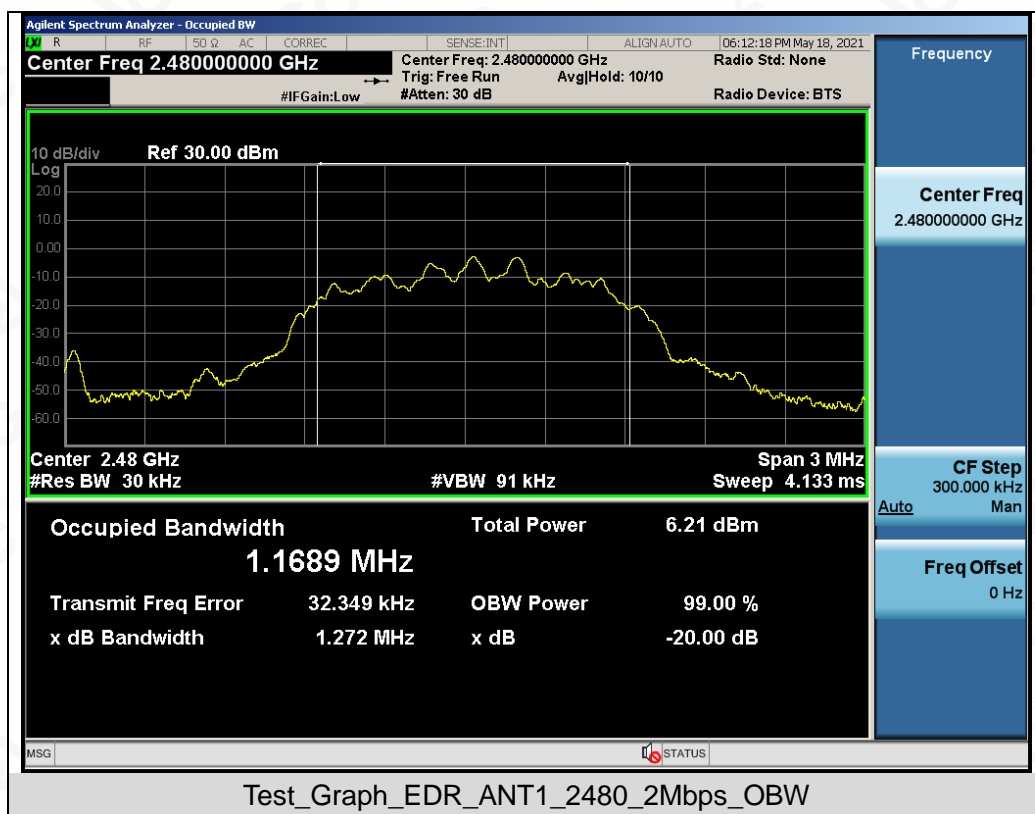 Agilent Spectrum Analyzer - Occupied BW
LXI R RF 50 Ω AC CORREC SENSE:INT ALIGN AUTO 06:12:18 PM May 18, 2021
Center Freq 2.480000000 GHz
Center Freq: 2.480000000 GHz
Radio Std: None
Trig: Free Run Avg|Hold: 10/10
#IFGain:Low
#Atten: 30 dB
Radio Device: BTS
10 dB/div Ref 30.00 dBm
Log
20.0
10.0
0.00
-10.0
-20.0
-30.0
-40.0
-50.0
-60.0
Center 2.48 GHz
Span 3 MHz
#Res BW 30 kHz
#VBW 91 kHz
Sweep 4.133 ms
Occupied Bandwidth
Total Power 6.21 dBm
1.1689 MHz
Transmit Freq Error 32.349 kHz
OBW Power 99.00 %
x dB Bandwidth 1.272 MHz
x dB -20.00 dB
Frequency
Center Freq
2.480000000 GHz
CF Step
300.000 kHz
Auto Man
Freq Offset
0 Hz
MSG
STATUS
Test_Graph_EDR_ANT1_2480_2Mbps_OBW